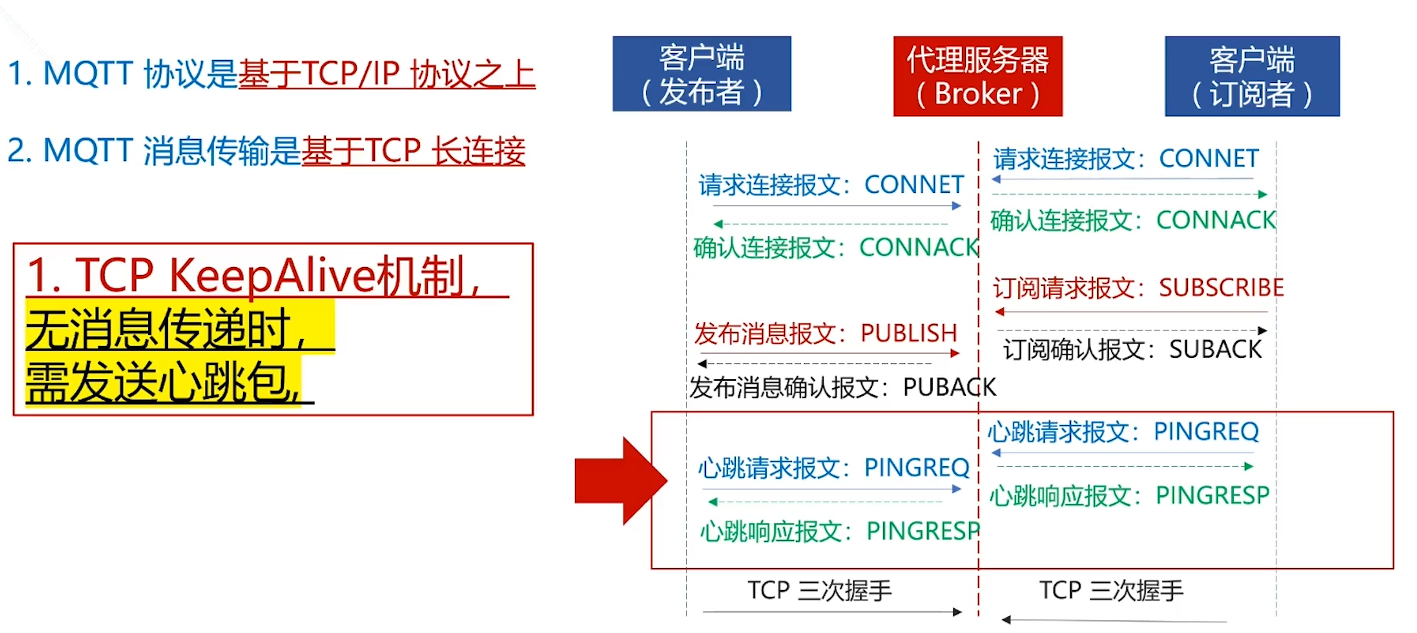 1. MQTT 协议是基于TCP/IP 协议之上
2. MQTT 消息传输是基于TCP 长连接
1. TCP KeepAlive机制，
无消息传递时，
需发送心跳包,
客户端
（发布者）
代理服务器
（Broker）
客户端
（订阅者）
请求连接报文：CONNET
请求连接报文：CONNET
确认连接报文：CONNACK
确认连接报文：CONNACK
订阅请求报文：SUBSCRIBE
发布消息报文：PUBLISH
订阅确认报文：SUBACK
发布消息确认报文：PUBACK
心跳请求报文：PINGREQ
心跳请求报文：PINGREQ
心跳响应报文：PINGRESP
心跳响应报文：PINGRESP
TCP 三次握手
TCP 三次握手